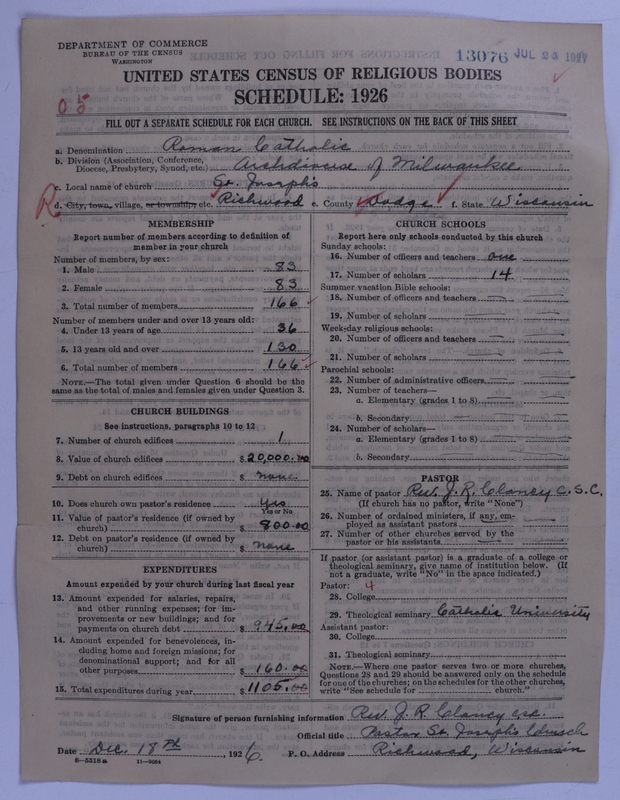 DEPARTMENT OF COMMERCE
BUREAU OF THE CENSUS
WASHINGTON
13076 JUL 23 1927
UNITED STATES CENSUS OF RELIGIOUS BODIES
SCHEDULE: 1926
05
FILL OUT A SEPARATE SCHEDULE FOR EACH CHURCH. SEE INSTRUCTIONS ON THE BACK OF THIS SHEET
a. Denomination Roman Catholic
b. Division (Association, Conference, Diocese, Presbytery, Synod, etc.) Archdiocese of Milwaukee
c. Local name of church St. Joseph's
R d. City, town, village, or township etc. Richwood e. County Dodge f. State Wisconsin
MEMBERSHIP
Report number of members according to definition of member in your church
Number of members, by sex:
1. Male 83
2. Female 83
3. Total number of members 166
Number of members under and over 13 years old:
4. Under 13 years of age 36
5. 13 years old and over 130
6. Total number of members 166
NOTE.—The total given under Question 6 should be the same as the total of males and females given under Question 3.
CHURCH BUILDINGS
See instructions, paragraphs 10 to 12
7. Number of church edifices 1
8. Value of church edifices $20,000.00
9. Debt on church edifices $ none
10. Does church own pastor's residence Yes
Yes or No
11. Value of pastor's residence (if owned by church) $ 800.00
12. Debt on pastor's residence (if owned by church) $ none
EXPENDITURES
Amount expended by your church during last fiscal year
13. Amount expended for salaries, repairs, and other running expenses; for improvements or new buildings; and for payments on church debt $ 945.00
14. Amount expended for benevolences, including home and foreign missions; for denominational support; and for all other purposes $ 160.00
15. Total expenditures during year $1105.00
CHURCH SCHOOLS
Report here only schools conducted by this church
Sunday schools:
16. Number of officers and teachers one
17. Number of scholars 14
Summer vacation Bible schools:
18. Number of officers and teachers
19. Number of scholars
Week-day religious schools:
20. Number of officers and teachers
21. Number of scholars
Parochial schools:
22. Number of administrative officers
23. Number of teachers—
a. Elementary (grades 1 to 8)
b. Secondary
24. Number of scholars—
a. Elementary (grades 1 to 8)
b. Secondary
PASTOR
25. Name of pastor Rev. J. R. Clancy C.S.C.
(If church has no pastor, write "None")
26. Number of ordained ministers, if any, employed as assistant pastors
27. Number of other churches served by the pastor or his assistants
If pastor (or assistant pastor) is a graduate of a college or theological seminary, give name of institution below. (If not a graduate, write "No" in the space indicated.)
Pastor: 4
28. College
29. Theological seminary Catholic University
Assistant pastor:
30. College
31. Theological seminary
NOTE.—Where one pastor serves two or more churches, Questions 28 and 29 should be answered only on the schedule for one of the churches; on the schedules for the other churches, write "See schedule for church."
Signature of person furnishing information Rev. J. R. Clancy csc.
Official title Pastor St. Joseph's Church
Date Dec. 18th, 1926. P. O. Address Richwood, Wisconsin
8—5318a 11—9084